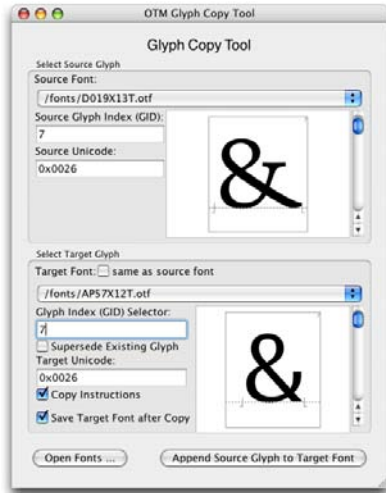 OTM Glyph Copy Tool
Glyph Copy Tool
Select Source Glyph
Source Font:
/fonts/D019X13T.otf
Source Glyph Index (GID):
7
Source Unicode:
0x0026
&
Select Target Glyph
Target Font: same as source font
/fonts/AP57X12T.otf
Glyph Index (GID) Selector:
7
Supersede Existing Glyph
Target Unicode:
0x0026
Copy Instructions
Save Target Font after Copy
&
Open Fonts ... Append Source Glyph to Target Font